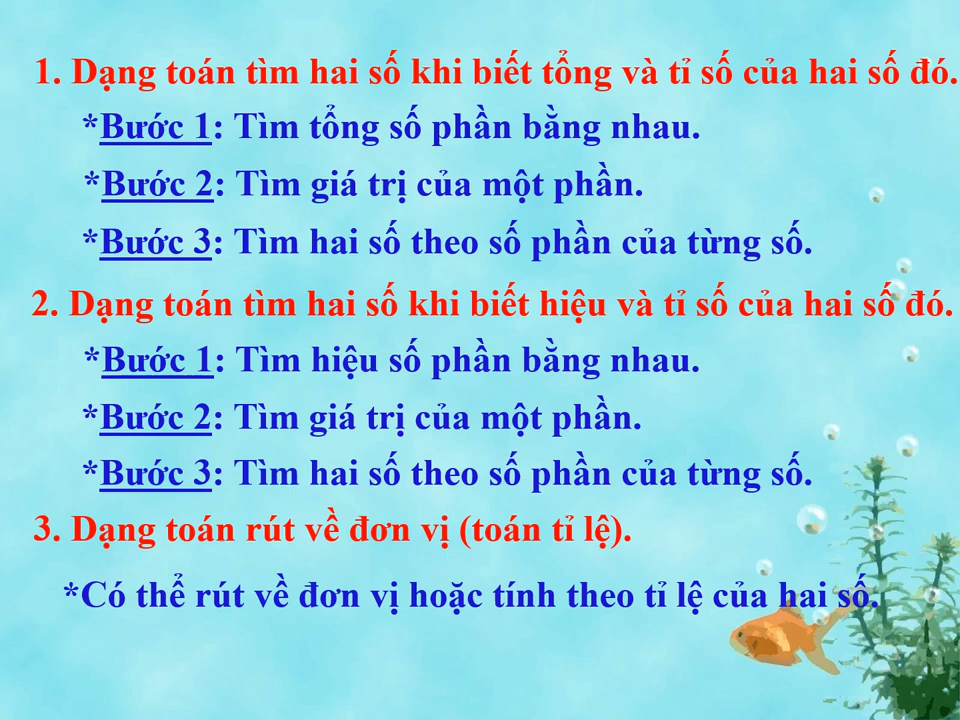 1. Dạng toán tìm hai số khi biết tổng và tỉ số của hai số đó.
*Bước 1: Tìm tổng số phần bằng nhau.
*Bước 2: Tìm giá trị của một phần.
*Bước 3: Tìm hai số theo số phần của từng số.
2. Dạng toán tìm hai số khi biết hiệu và tỉ số của hai số đó.
*Bước 1: Tìm hiệu số phần bằng nhau.
*Bước 2: Tìm giá trị của một phần.
*Bước 3: Tìm hai số theo số phần của từng số.
3. Dạng toán rút về đơn vị (toán tỉ lệ).
*Có thể rút về đơn vị hoặc tính theo tỉ lệ của hai số.